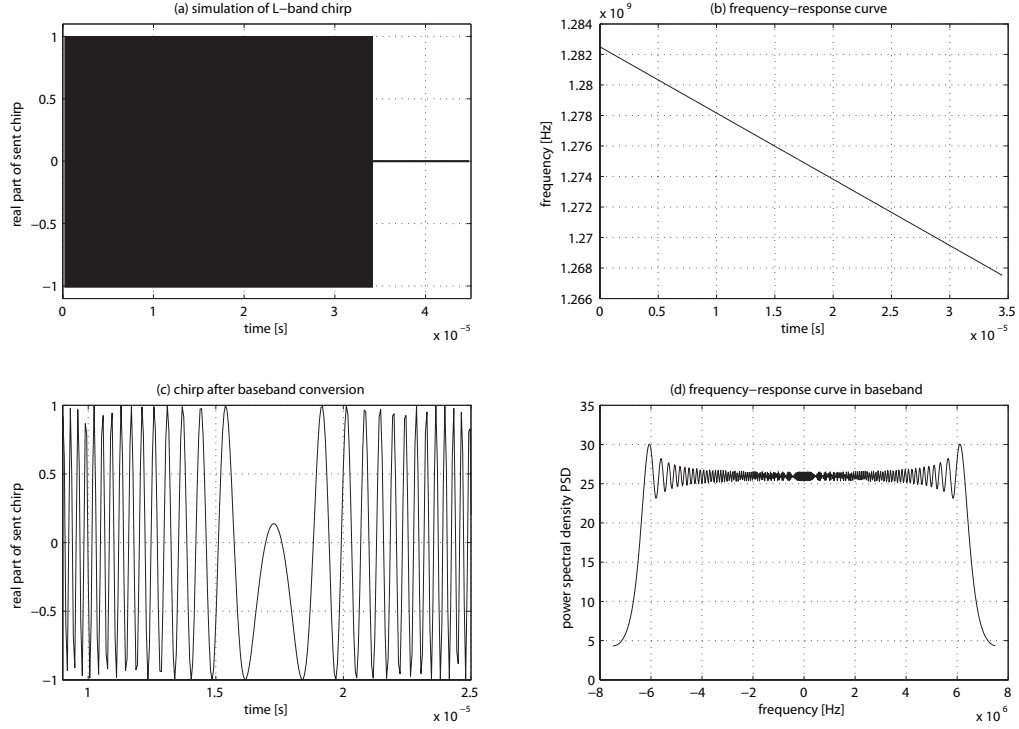 (a) simulation of L−band chirp
real part of sent chirp
1
0.5
0
−0.5
−1
0 1 2 3 4
time [s]
x 10 −5
(b) frequency−response curve
x 10 9
frequency [Hz]
1.284
1.282
1.28
1.278
1.276
1.274
1.272
1.27
1.268
1.266
0 0.5 1 1.5 2 2.5 3 3.5
time [s]
x 10 −5
(c) chirp after baseband conversion
real part of sent chirp
1
0.5
0
−0.5
−1
1 1.5 2 2.5
time [s]
x 10 −5
(d) frequency−response curve in baseband
power spectral density PSD
35
30
25
20
15
10
5
0
−8 −6 −4 −2 0 2 4 6 8
frequency [Hz]
x 10 6